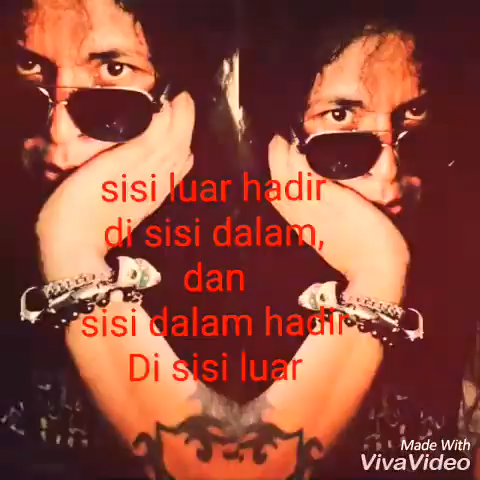 sisi luar hadir
di sisi dalam,
dan
sisi dalam hadir
Di sisi luar
Made With
VivaVideo